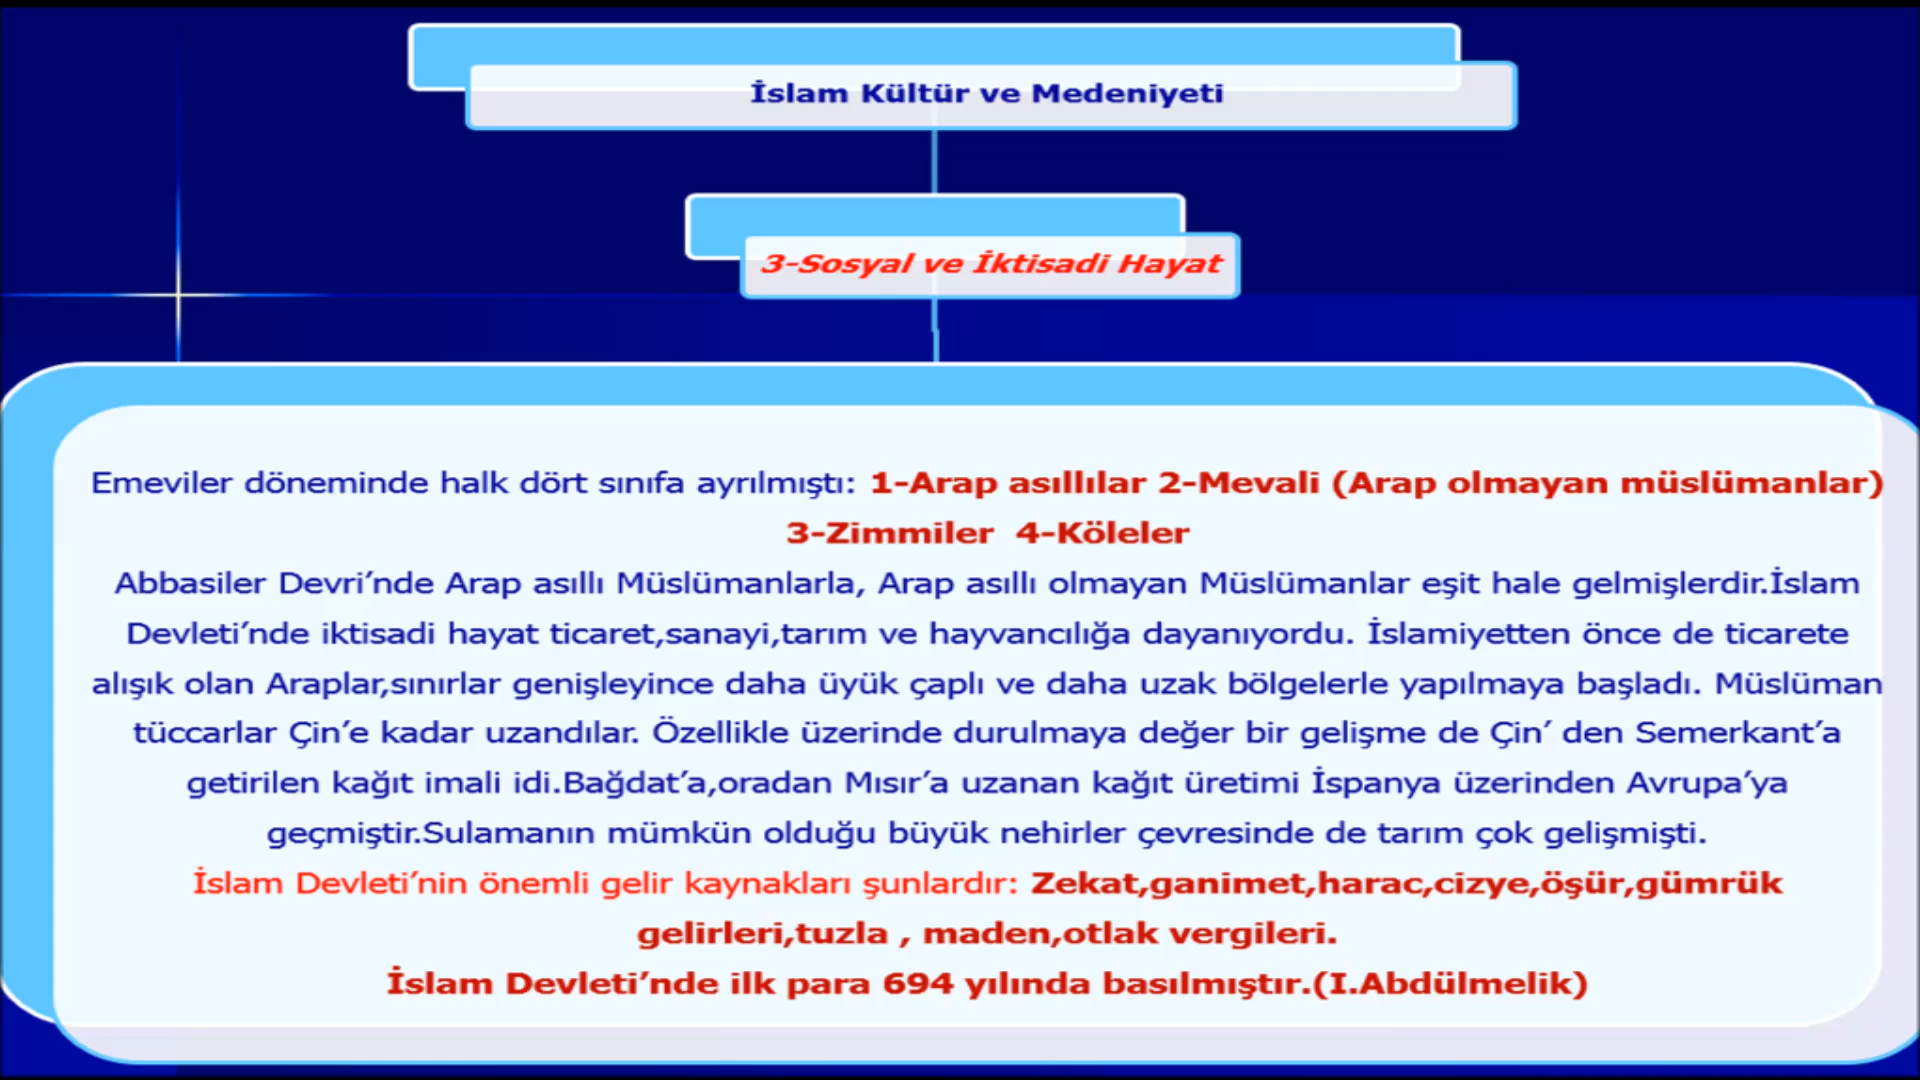 İslam Kültür ve Medeniyeti
3-Sosyal ve İktisadi Hayat
Emeviler döneminde halk dört sınıfa ayrılmıştı: 1-Arap asıllılar 2-Mevali (Arap olmayan müslümanlar)
3-Zimmiler 4-Köleler
Abbasiler Devri’nde Arap asıllı Müslümanlarla, Arap asıllı olmayan Müslümanlar eşit hale gelmişlerdir.İslam
Devleti’nde iktisadi hayat ticaret,sanayi,tarım ve hayvancılığa dayanıyordu. İslamiyetten önce de ticarete
alışık olan Araplar,sınırlar genişleyince daha üyük çaplı ve daha uzak bölgelerle yapılmaya başladı. Müslüman
tüccarlar Çin’e kadar uzandılar. Özellikle üzerinde durulmaya değer bir gelişme de Çin’ den Semerkant’a
getirilen kağıt imali idi.Bağdat’a,oradan Mısır’a uzanan kağıt üretimi İspanya üzerinden Avrupa’ya
geçmiştir.Sulamanın mümkün olduğu büyük nehirler çevresinde de tarım çok gelişmişti.
İslam Devleti’nin önemli gelir kaynakları şunlardır: Zekat,ganimet,harac,cizye,öşür,gümrük
gelirleri,tuzla , maden,otlak vergileri.
İslam Devleti’nde ilk para 694 yılında basılmıştır.(I.Abdülmelik)